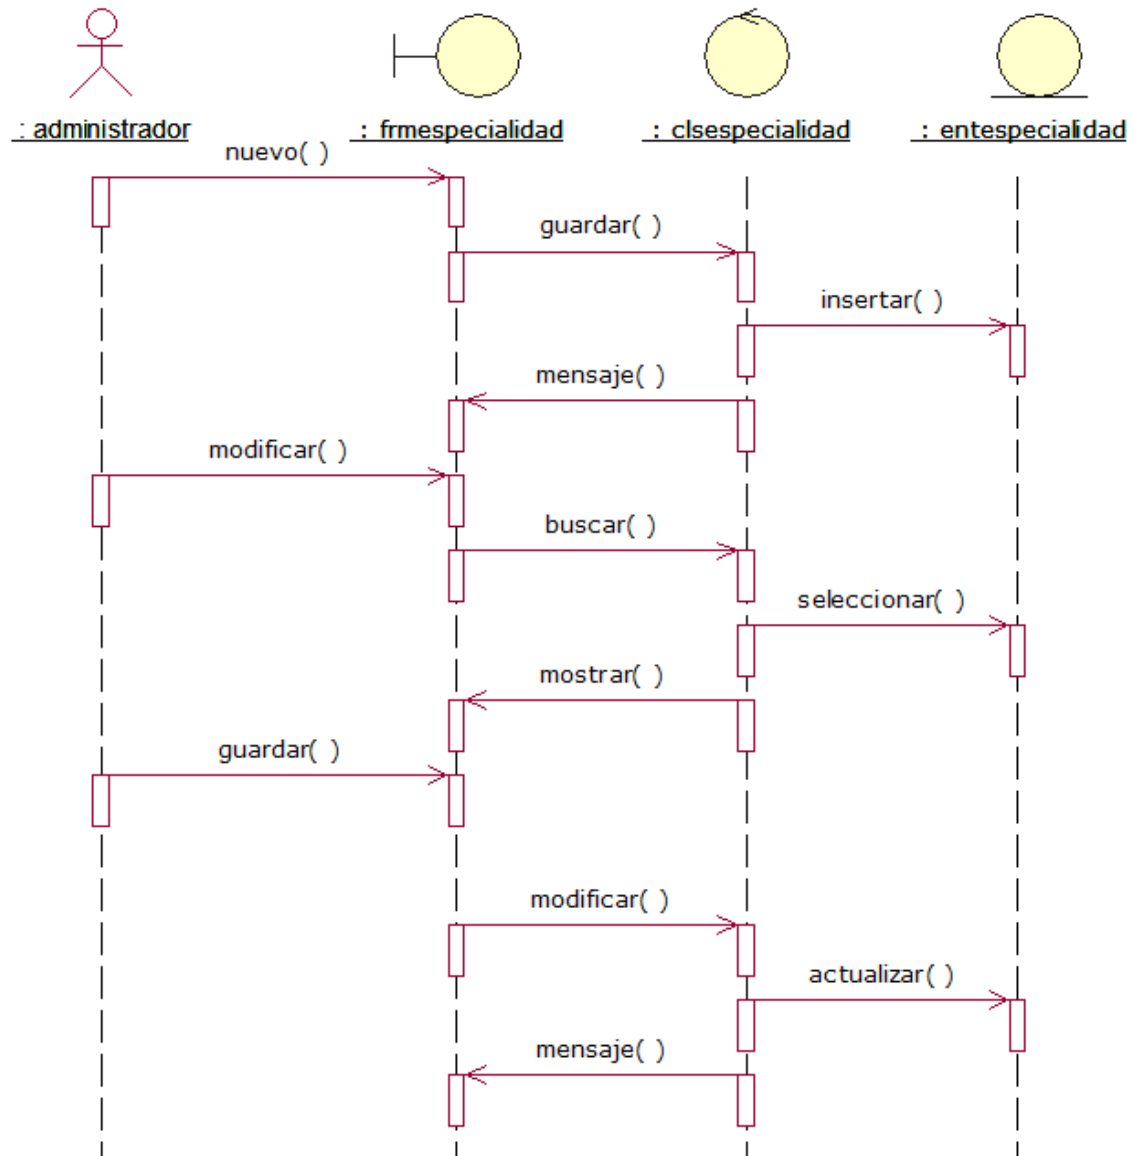 : administrador
: frmespecialidad
: clsespecialidad
: entespecialidad
nuevo( )
guardar( )
insertar( )
mensaje( )
modificar( )
buscar( )
seleccionar( )
mostrar( )
guardar( )
modificar( )
actualizar( )
mensaje( )